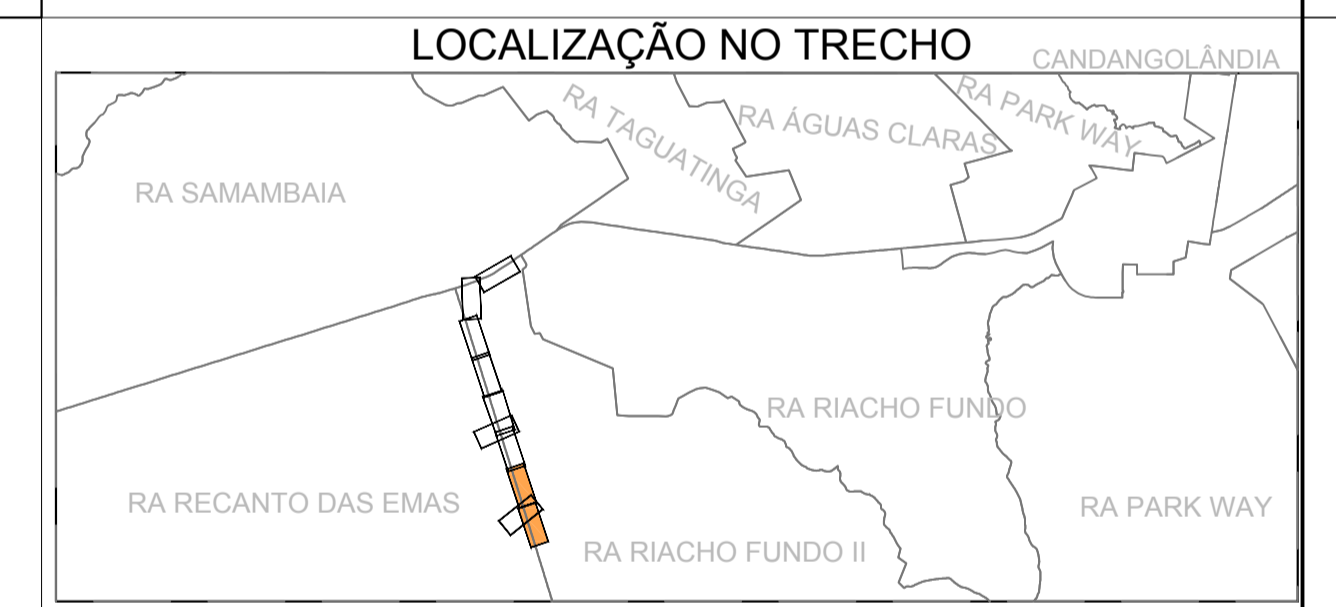 LOCALIZAÇÃO NO TRECHO
CANDANGOLÂNDIA
RA PARK WAY
RA TAGUATINGA
RA ÁGUAS CLARAS
RA SAMAMBAIA
RA RIACHO FUNDO
RA RECANTO DAS EMAS
RA PARK WAY
RA RIACHO FUNDO II